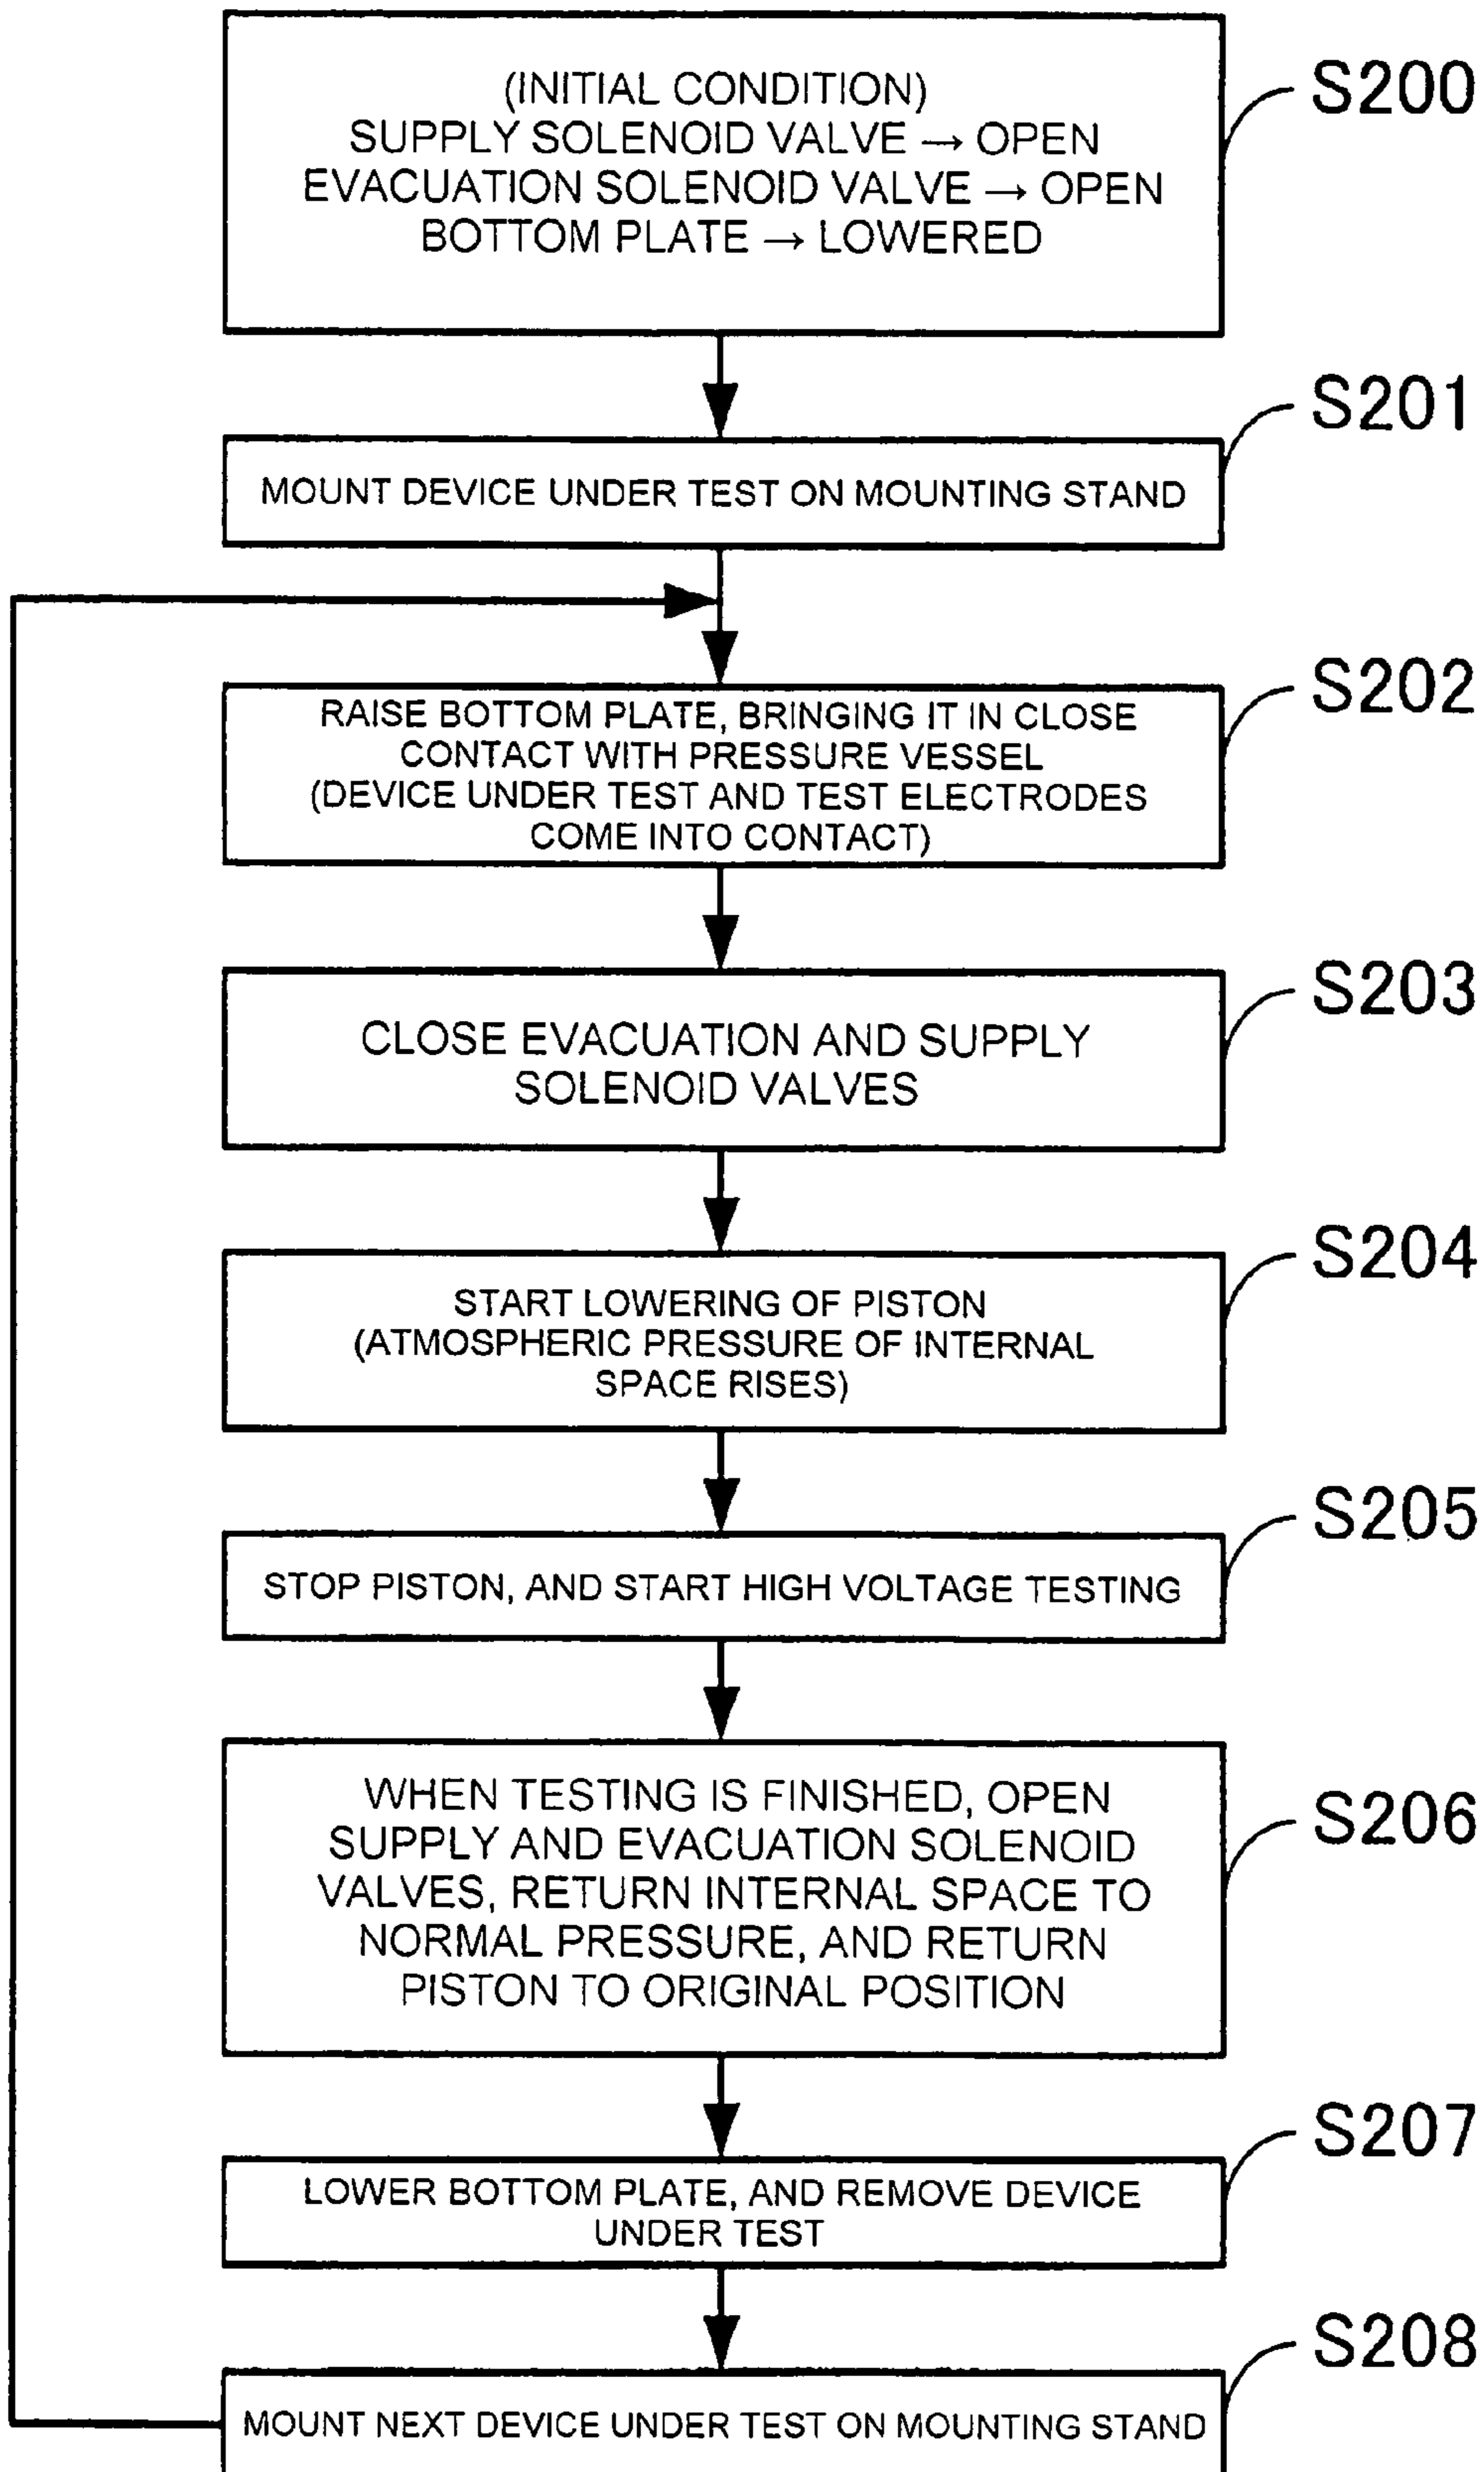 (INITIAL CONDITION)
SUPPLY SOLENOID VALVE → OPEN
EVACUATION SOLENOID VALVE → OPEN
BOTTOM PLATE → LOWERED
S200
MOUNT DEVICE UNDER TEST ON MOUNTING STAND
S201
RAISE BOTTOM PLATE, BRINGING IT IN CLOSE
CONTACT WITH PRESSURE VESSEL
(DEVICE UNDER TEST AND TEST ELECTRODES
COME INTO CONTACT)
S202
CLOSE EVACUATION AND SUPPLY
SOLENOID VALVES
S203
START LOWERING OF PISTON
(ATMOSPHERIC PRESSURE OF INTERNAL
SPACE RISES)
S204
STOP PISTON, AND START HIGH VOLTAGE TESTING
S205
WHEN TESTING IS FINISHED, OPEN
SUPPLY AND EVACUATION SOLENOID
VALVES, RETURN INTERNAL SPACE TO
NORMAL PRESSURE, AND RETURN
PISTON TO ORIGINAL POSITION
S206
LOWER BOTTOM PLATE, AND REMOVE DEVICE
UNDER TEST
S207
MOUNT NEXT DEVICE UNDER TEST ON MOUNTING STAND
S208